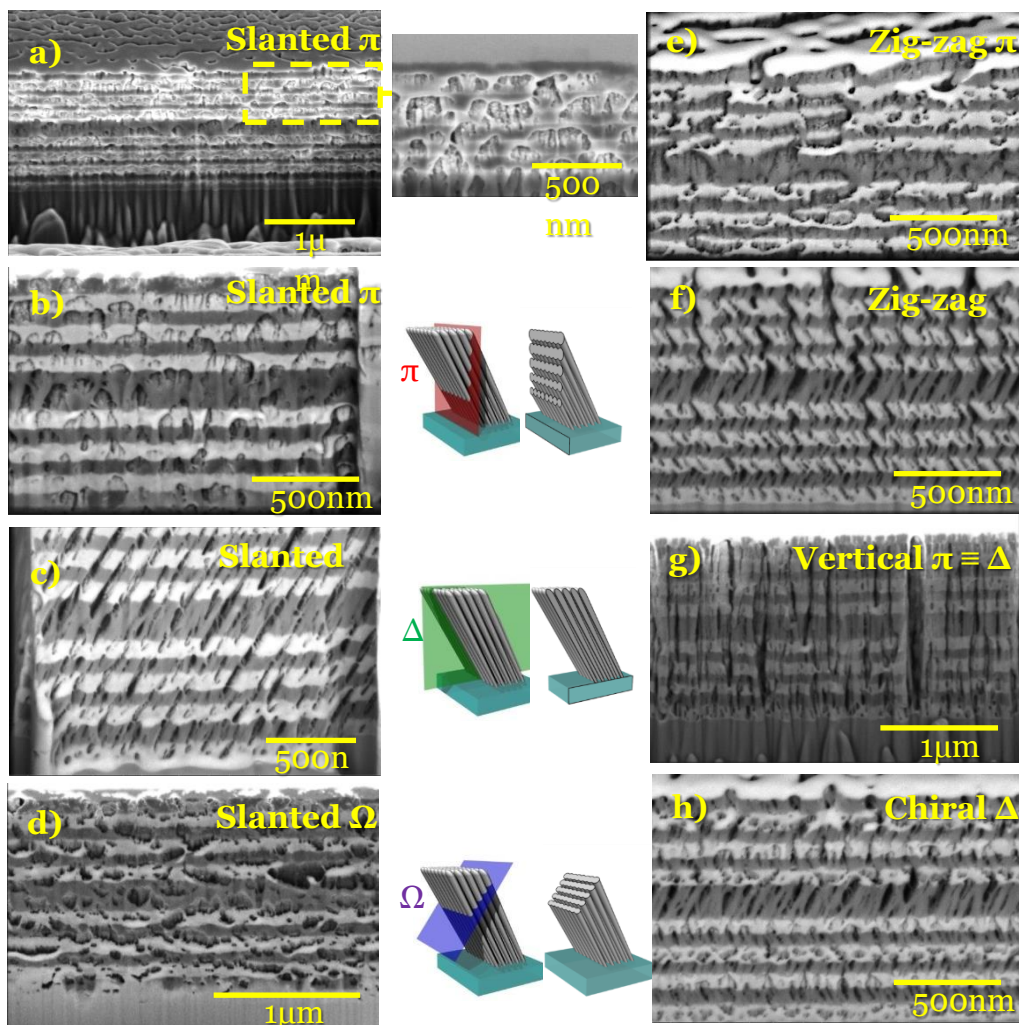 a)
Slanted π
1μ
m
500
nm
e)
Zig-zag π
500nm
b)
Slanted π
500nm
π
f)
Zig-zag
500nm
c)
Slanted
500n
Δ
g)
Vertical π ≡ Δ
1μm
d)
Slanted Ω
1μm
Ω
h)
Chiral Δ
500nm